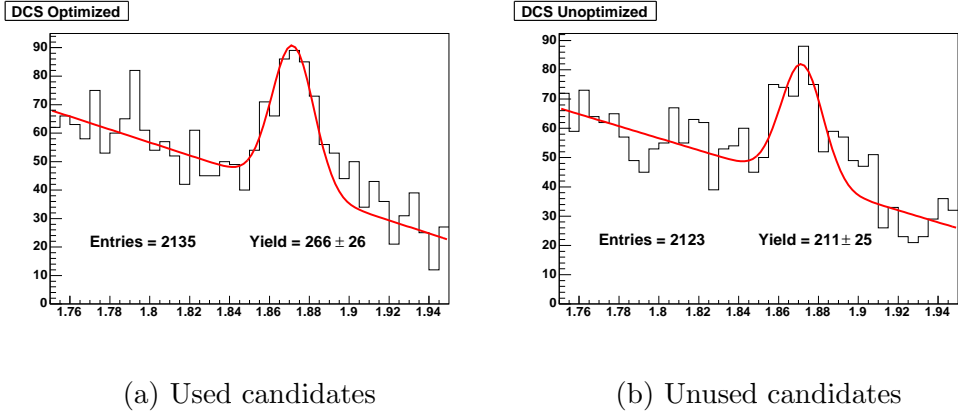 DCS Optimized
90
80
70
60
50
40
30
20
10
0
Entries = 2135 Yield = 266 ± 26
1.76 1.78 1.8 1.82 1.84 1.86 1.88 1.9 1.92 1.94
(a) Used candidates
DCS Unoptimized
90
80
70
60
50
40
30
20
10
0
Entries = 2123 Yield = 211 ± 25
1.76 1.78 1.8 1.82 1.84 1.86 1.88 1.9 1.92 1.94
(b) Unused candidates